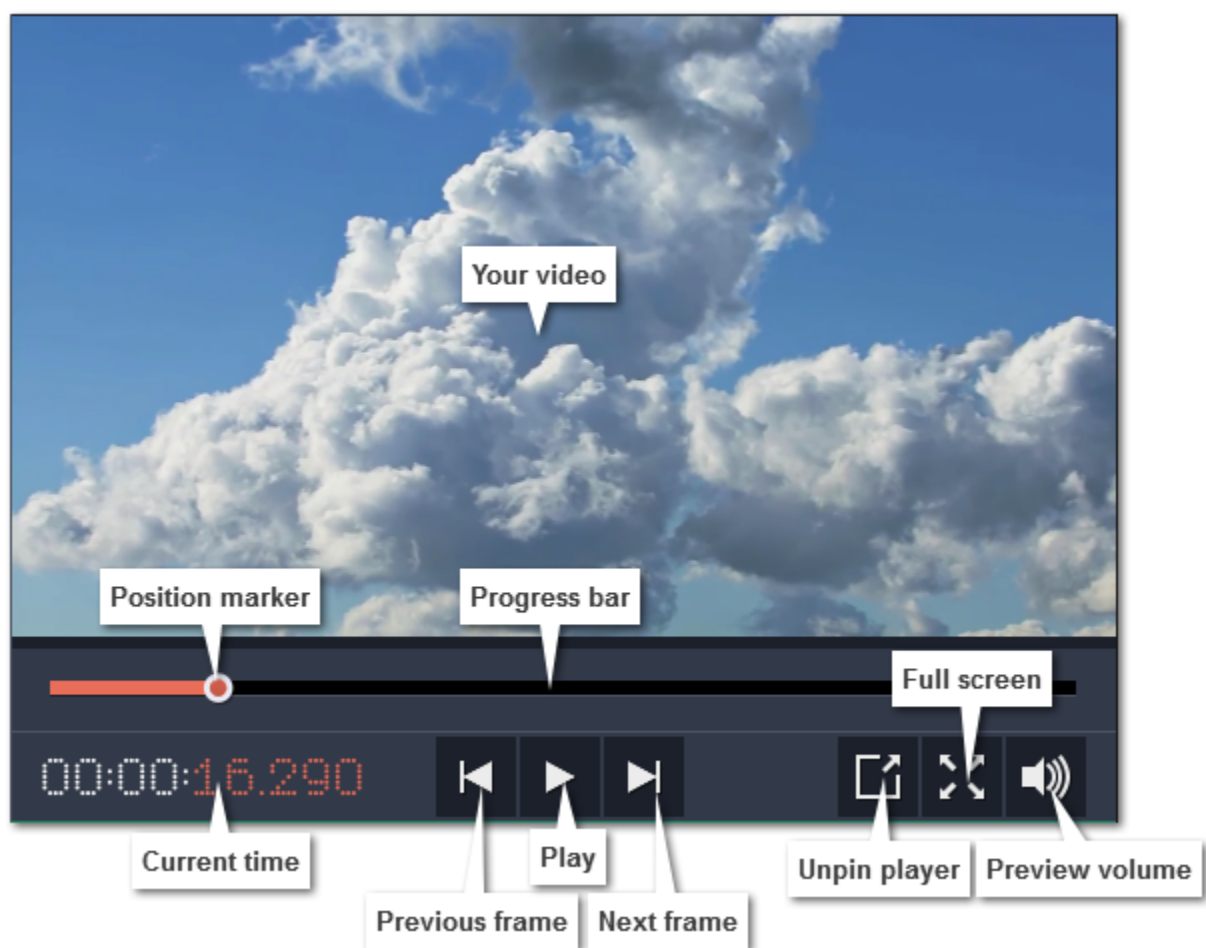 Your video
Position marker
Progress bar
Full screen
00:00:16.290
Current time
Play
Unpin player
Preview volume
Previous frame
Next frame